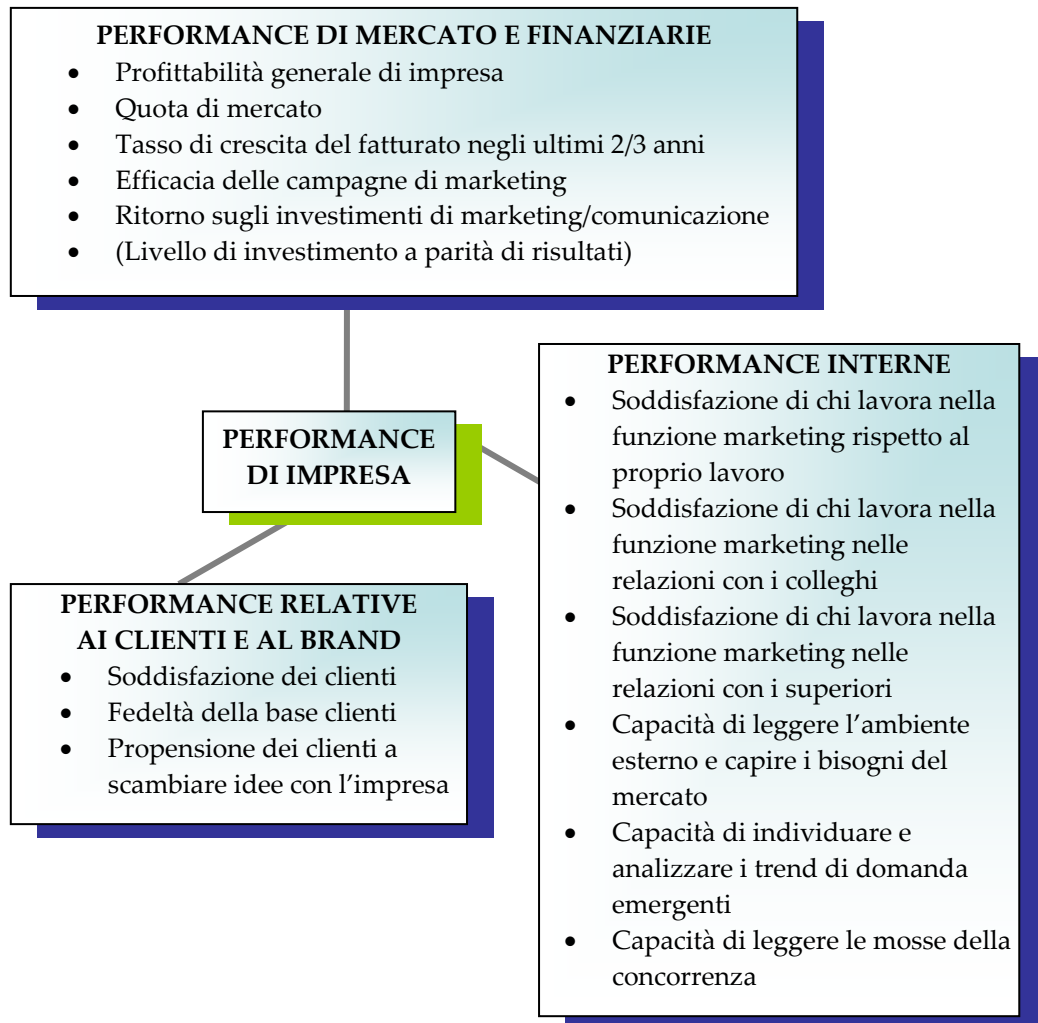 PERFORMANCE DI MERCATO E FINANZIARIE
• Profittabilità generale di impresa
• Quota di mercato
• Tasso di crescita del fatturato negli ultimi 2/3 anni
• Efficacia delle campagne di marketing
• Ritorno sugli investimenti di marketing/comunicazione
• (Livello di investimento a parità di risultati)
PERFORMANCE
DI IMPRESA
PERFORMANCE RELATIVE
AI CLIENTI E AL BRAND
• Soddisfazione dei clienti
• Fedeltà della base clienti
• Propensione dei clienti a
scambiare idee con l’impresa
PERFORMANCE INTERNE
• Soddisfazione di chi lavora nella
funzione marketing rispetto al
proprio lavoro
• Soddisfazione di chi lavora nella
funzione marketing nelle
relazioni con i colleghi
• Soddisfazione di chi lavora nella
funzione marketing nelle
relazioni con i superiori
• Capacità di leggere l’ambiente
esterno e capire i bisogni del
mercato
• Capacità di individuare e
analizzare i trend di domanda
emergenti
• Capacità di leggere le mosse della
concorrenza